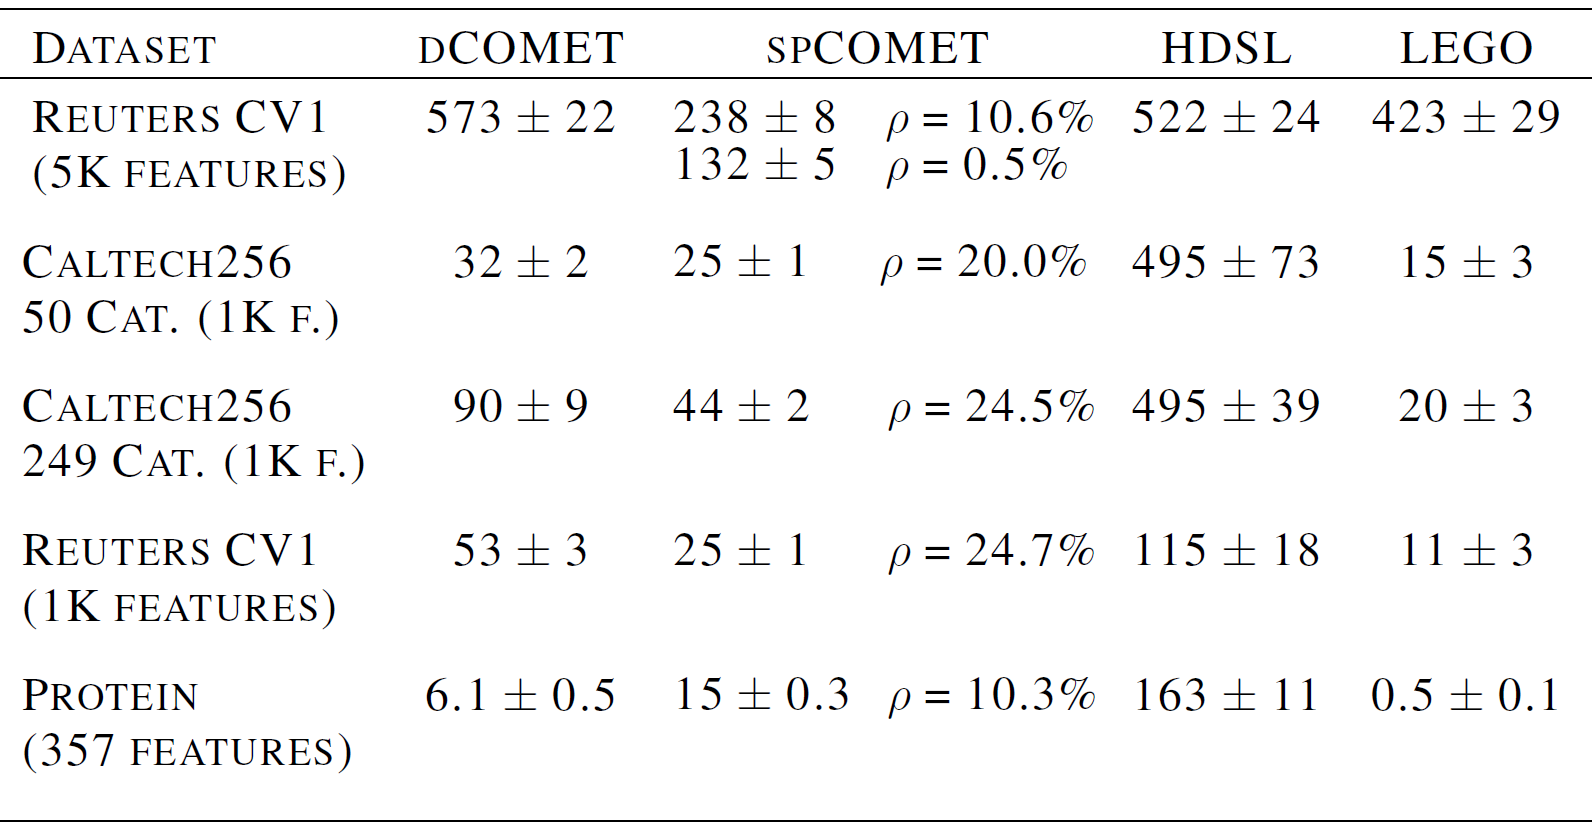 DATASET DCOMET SPCOMET HDSL LEGO
REUTERS CV1 573 ± 22 238 ± 8 ρ = 10.6% 522 ± 24 423 ± 29
(5K FEATURES) 132 ± 5 ρ = 0.5%
CALTECH256 32 ± 2 25 ± 1 ρ = 20.0% 495 ± 73 15 ± 3
50 CAT. (1K F.)
CALTECH256 90 ± 9 44 ± 2 ρ = 24.5% 495 ± 39 20 ± 3
249 CAT. (1K F.)
REUTERS CV1 53 ± 3 25 ± 1 ρ = 24.7% 115 ± 18 11 ± 3
(1K FEATURES)
PROTEIN 6.1 ± 0.5 15 ± 0.3 ρ = 10.3% 163 ± 11 0.5 ± 0.1
(357 FEATURES)